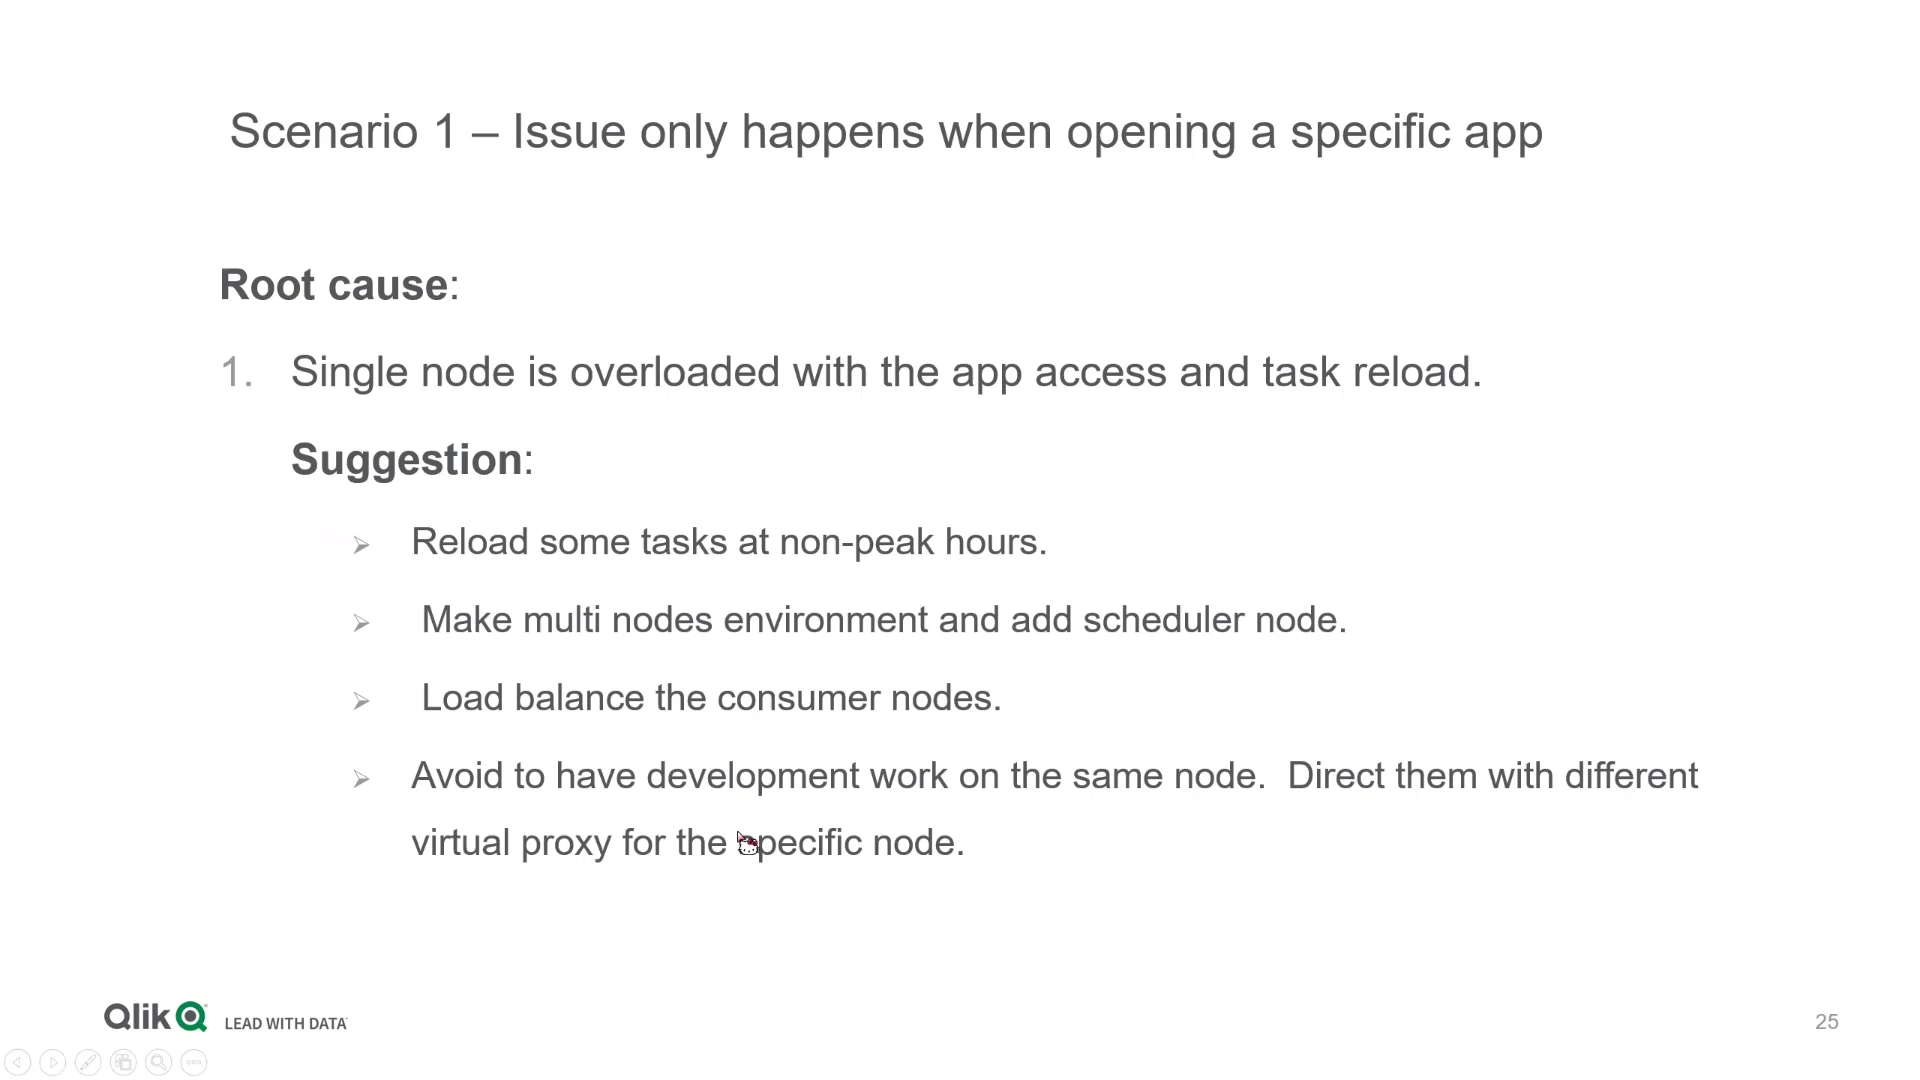 Scenario 1 – Issue only happens when opening a specific app
Root cause:
1. Single node is overloaded with the app access and task reload.
Suggestion:
➢ Reload some tasks at non-peak hours.
➢ Make multi nodes environment and add scheduler node.
➢ Load balance the consumer nodes.
➢ Avoid to have development work on the same node.  Direct them with different
virtual proxy for the specific node.
Qlik LEAD WITH DATA
25